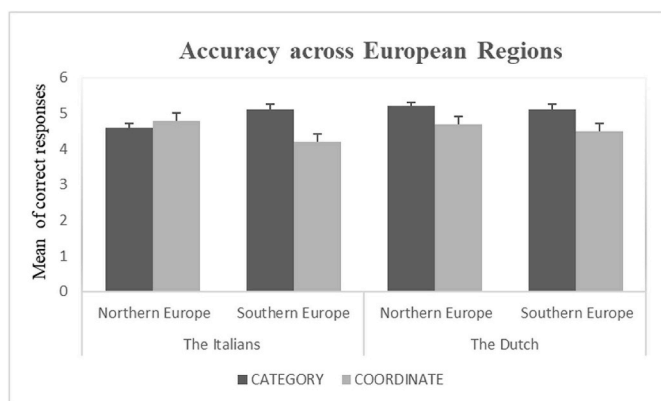 Accuracy across European Regions
Mean of correct responses
6
5
4
3
2
1
0
Northern Europe Southern Europe Northern Europe Southern Europe
The Italians The Dutch
CATEGORY COORDINATE